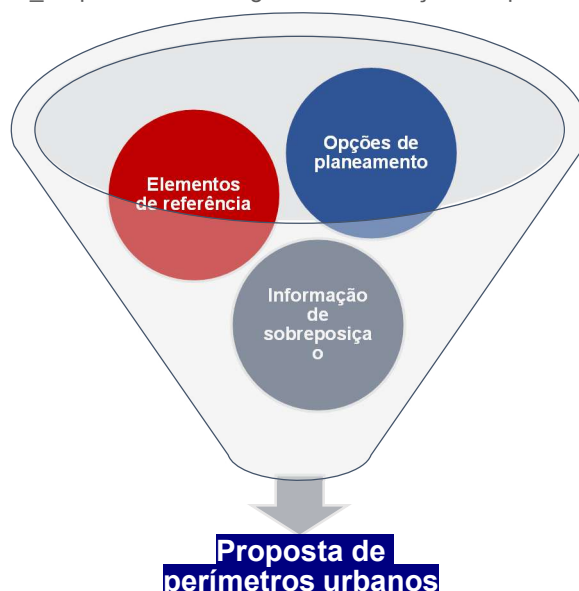 Opções de
planeamento
Elementos
de referência
Informação
de
sobreposiça
o
Proposta de
perímetros urbanos